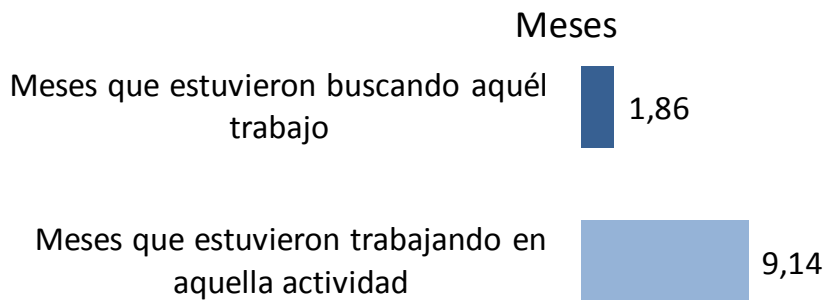 Meses
Meses que estuvieron buscando aquél
trabajo
1,86
Meses que estuvieron trabajando en
aquella actividad
9,14